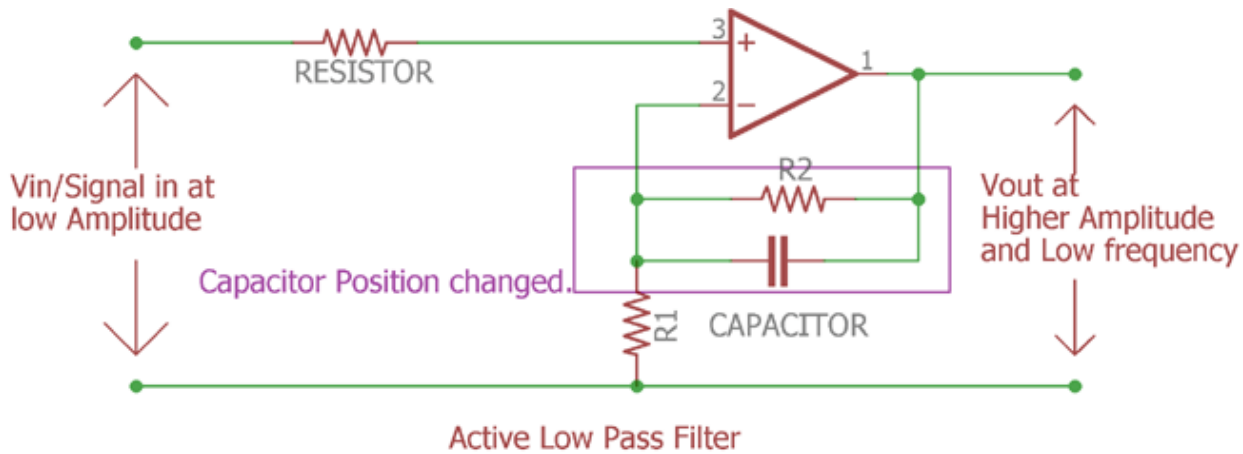 RESISTOR
3
+
2
−
1
R2
Vin/Signal in at
low Amplitude
Vout at
Higher Amplitude
and Low frequency
Capacitor Position changed.
R1
CAPACITOR
Active Low Pass Filter